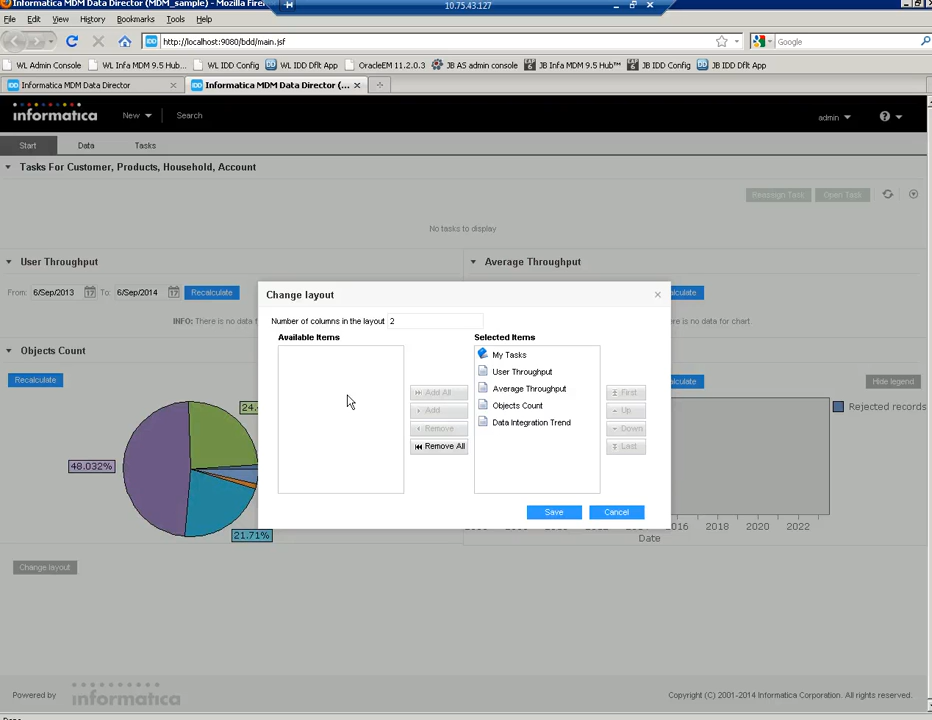 Informatica MDM Data Director (MDM_sample) - Mozilla Firef
10.75.43.127
File Edit View History Bookmarks Tools Help
http://localhost:9080/bdd/main.jsf
Google
WL Admin Console WL Infa MDM 9.5 Hub... WL IDD Config WL IDD Dflt App OracleEM 11.2.0.3 JB AS admin console JB Infa MDM 9.5 Hub™ JB IDD Config JB IDD Dflt App
Informatica MDM Data Director Informatica MDM Data Director (...
informatica New Search admin
Start Data Tasks
Tasks For Customer, Products, Household, Account
Reassign Task Open Task
No tasks to display
User Throughput Average Throughput
From: 6/Sep/2013 17 To: 6/Sep/2014 17 Recalculate culate
INFO: There is no data f re is no data for chart.
Objects Count
Recalculate culate Hide legend
24.
48.032%
21.71%
Rejected records
016 2018 2020 2022
Date
Change layout
Number of columns in the layout 2
Available Items Selected Items
My Tasks
User Throughput
Average Throughput
Objects Count
Data Integration Trend
Add All
Add
Remove
Remove All
First
Up
Down
Last
Save Cancel
Change layout
Powered by informatica
Copyright (C) 2001-2014 Informatica Corporation. All rights reserved.